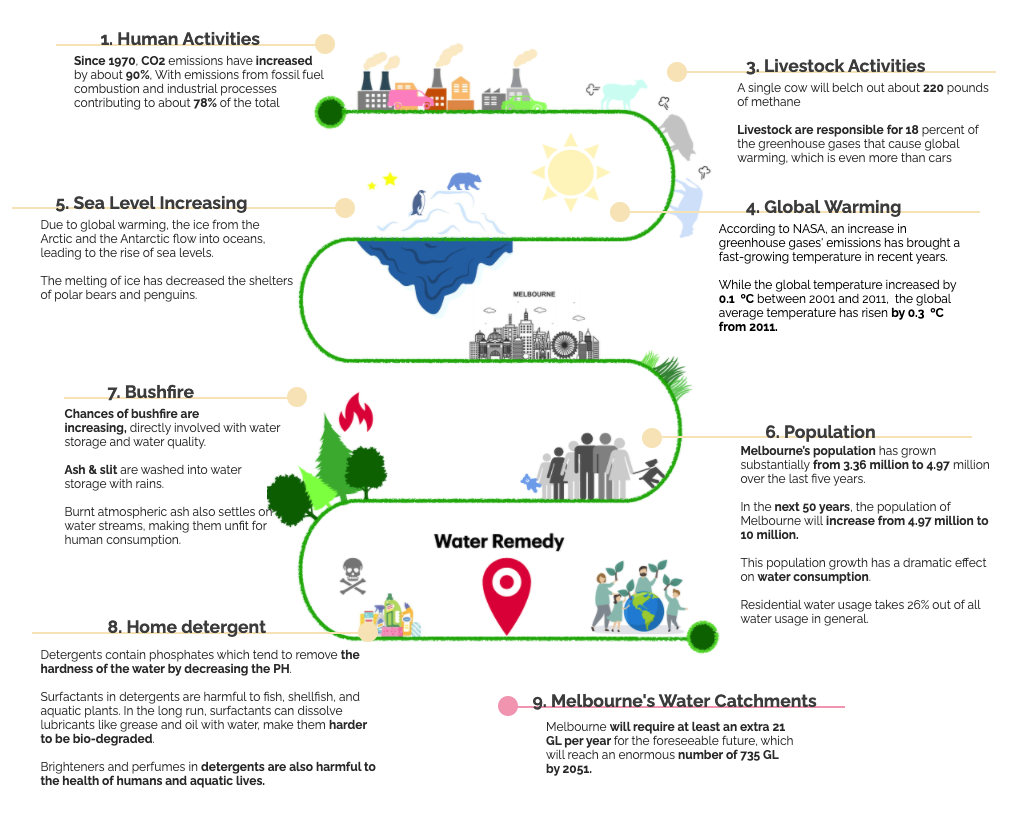 1. Human Activities
Since 1970, CO2 emissions have increased
by about 90%, With emissions from fossil fuel
combustion and industrial processes
contributing to about 78% of the total
3. Livestock Activities
A single cow will belch out about 220 pounds
of methane
Livestock are responsible for 18 percent of
the greenhouse gases that cause global
warming, which is even more than cars
5. Sea Level Increasing
Due to global warming, the ice from the
Arctic and the Antarctic flow into oceans,
leading to the rise of sea levels.
The melting of ice has decreased the shelters
of polar bears and penguins.
4. Global Warming
According to NASA, an increase in
greenhouse gases' emissions has brought a
fast-growing temperature in recent years.
While the global temperature increased by
0.1 ºC between 2001 and 2011, the global
average temperature has risen by 0.3 ºC
from 2011.
MELBOURNE
7. Bushfire
Chances of bushfire are
increasing, directly involved with water
storage and water quality.
Ash & slit are washed into water
storage with rains.
Burnt atmospheric ash also settles on
water streams, making them unfit for
human consumption.
6. Population
Melbourne's population has grown
substantially from 3.36 million to 4.97 million
over the last five years.
In the next 50 years, the population of
Melbourne will increase from 4.97 million to
10 million.
This population growth has a dramatic effect
on water consumption.
Residential water usage takes 26% out of all
water usage in general.
Water Remedy
8. Home detergent
Detergents contain phosphates which tend to remove the
hardness of the water by decreasing the PH.
Surfactants in detergents are harmful to fish, shellfish, and
aquatic plants. In the long run, surfactants can dissolve
lubricants like grease and oil with water, make them harder
to be bio-degraded.
Brighteners and perfumes in detergents are also harmful to
the health of humans and aquatic lives.
9. Melbourne's Water Catchments
Melbourne will require at least an extra 21
GL per year for the foreseeable future, which
will reach an enormous number of 735 GL
by 2051.